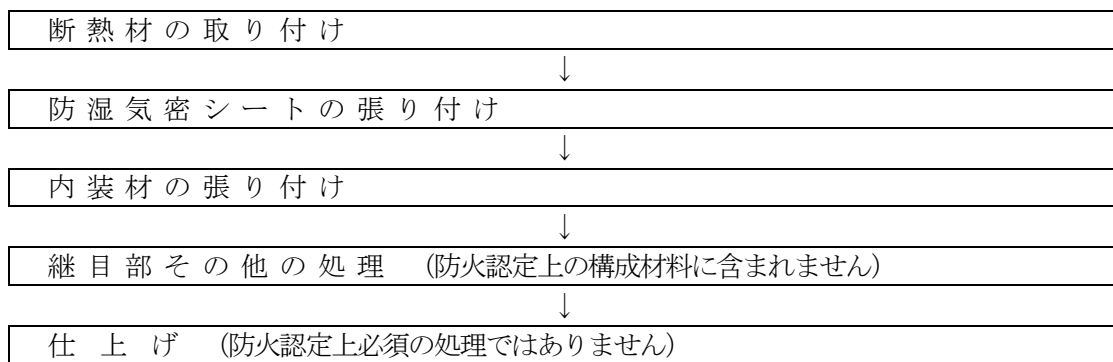 断熱材の取り付け
↓
防湿気密シートの張り付け
↓
内装材の張り付け
↓
継目部その他の処理 (防火認定上の構成材料に含まれません)
↓
仕上げ (防火認定上必須の処理ではありません)